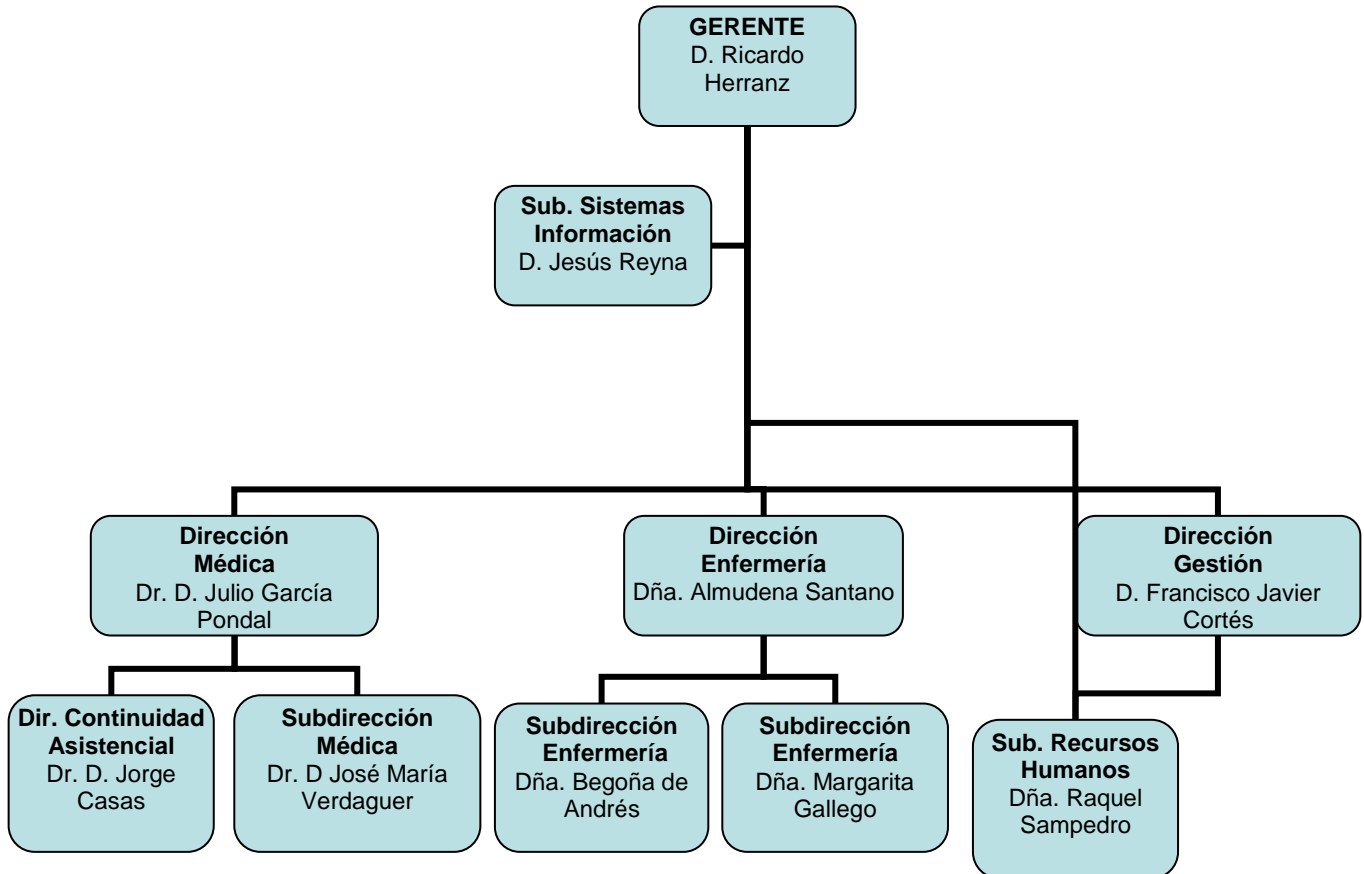 GERENTE
D. Ricardo
Herranz
Sub. Sistemas
Información
D. Jesús Reyna
Dirección
Médica
Dr. D. Julio García
Pondal
Dirección
Enfermería
Dña. Almudena Santano
Dirección
Gestión
D. Francisco Javier
Cortés
Dir. Continuidad
Asistencial
Dr. D. Jorge
Casas
Subdirección
Médica
Dr. D José María
Verdaguer
Subdirección
Enfermería
Dña. Begoña de
Andrés
Subdirección
Enfermería
Dña. Margarita
Gallego
Sub. Recursos
Humanos
Dña. Raquel
Sampedro